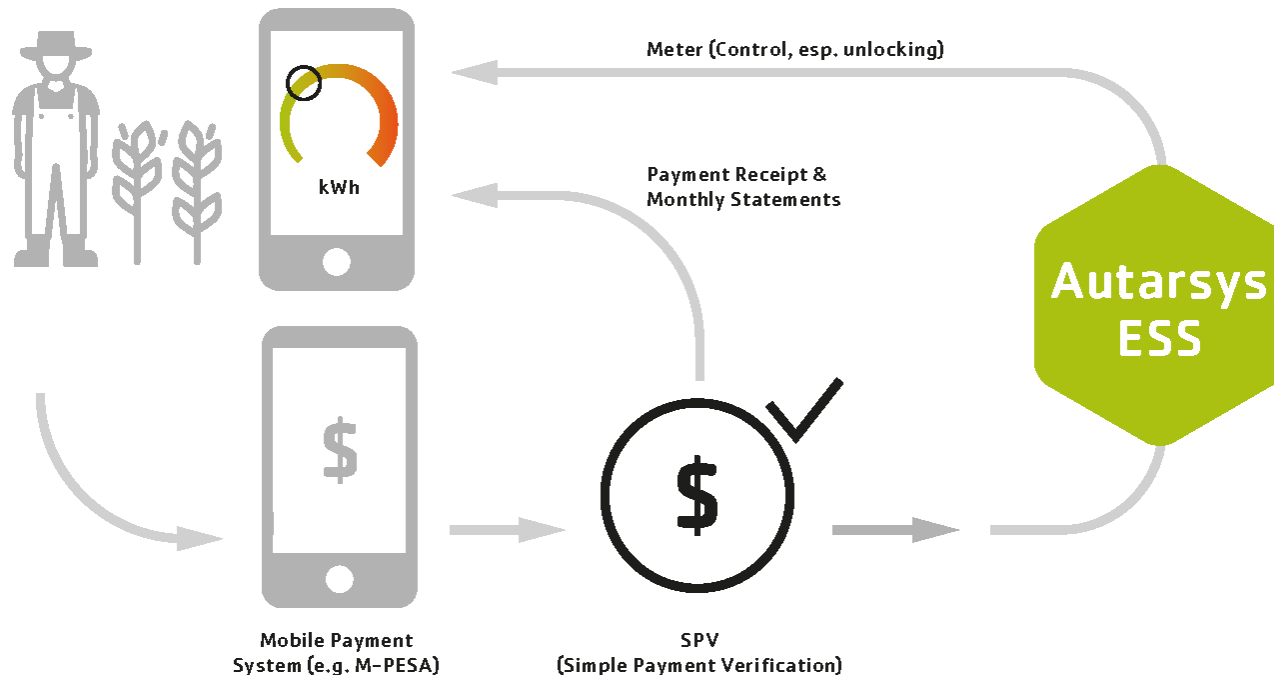 Meter (Control, esp. unlocking)
Payment Receipt &
Monthly Statements
kWh
Autarsys
ESS
$
$
Mobile Payment
System (e.g. M-PESA)
SPV
(Simple Payment Verification)